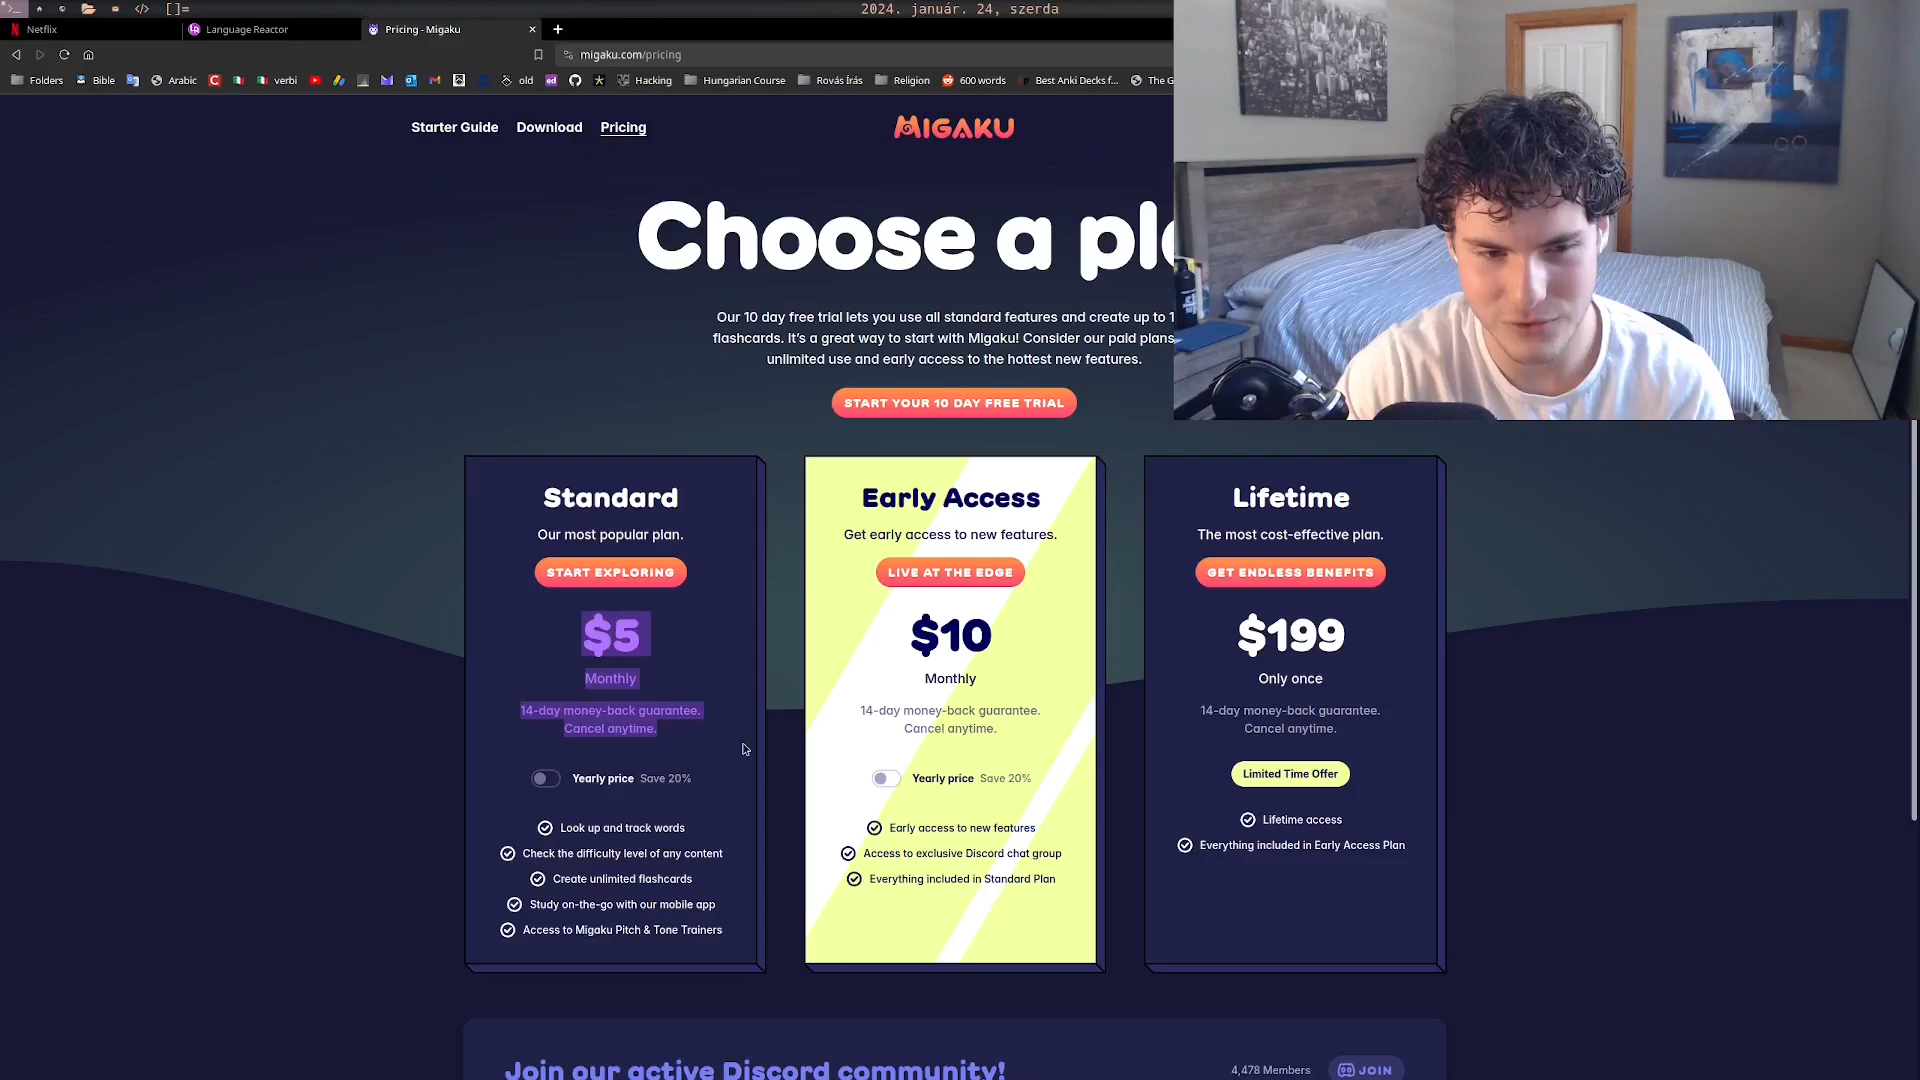 2024. január. 24, szerda
Netflix
Language Reactor
Pricing - Migaku
migaku.com/pricing
Folders
Bible
Arabic
verbi
old
Hacking
Hungarian Course
Rovás Írás
Religion
600 words
Best Anki Decks f...
The G
Starter Guide
Download
Pricing
MIGAKU
Choose a pl
Our 10 day free trial lets you use all standard features and create up to 1
flashcards. It's a great way to start with Migaku! Consider our paid plans
unlimited use and early access to the hottest new features.
START YOUR 10 DAY FREE TRIAL
Standard
Our most popular plan.
START EXPLORING
$5
Monthly
14-day money-back guarantee.
Cancel anytime.
Yearly price Save 20%
Look up and track words
Check the difficulty level of any content
Create unlimited flashcards
Study on-the-go with our mobile app
Access to Migaku Pitch & Tone Trainers
Early Access
Get early access to new features.
LIVE AT THE EDGE
$10
Monthly
14-day money-back guarantee.
Cancel anytime.
Yearly price Save 20%
Early access to new features
Access to exclusive Discord chat group
Everything included in Standard Plan
Lifetime
The most cost-effective plan.
GET ENDLESS BENEFITS
$199
Only once
14-day money-back guarantee.
Cancel anytime.
Limited Time Offer
Lifetime access
Everything included in Early Access Plan
Join our active Discord community!
4,478 Members
JOIN